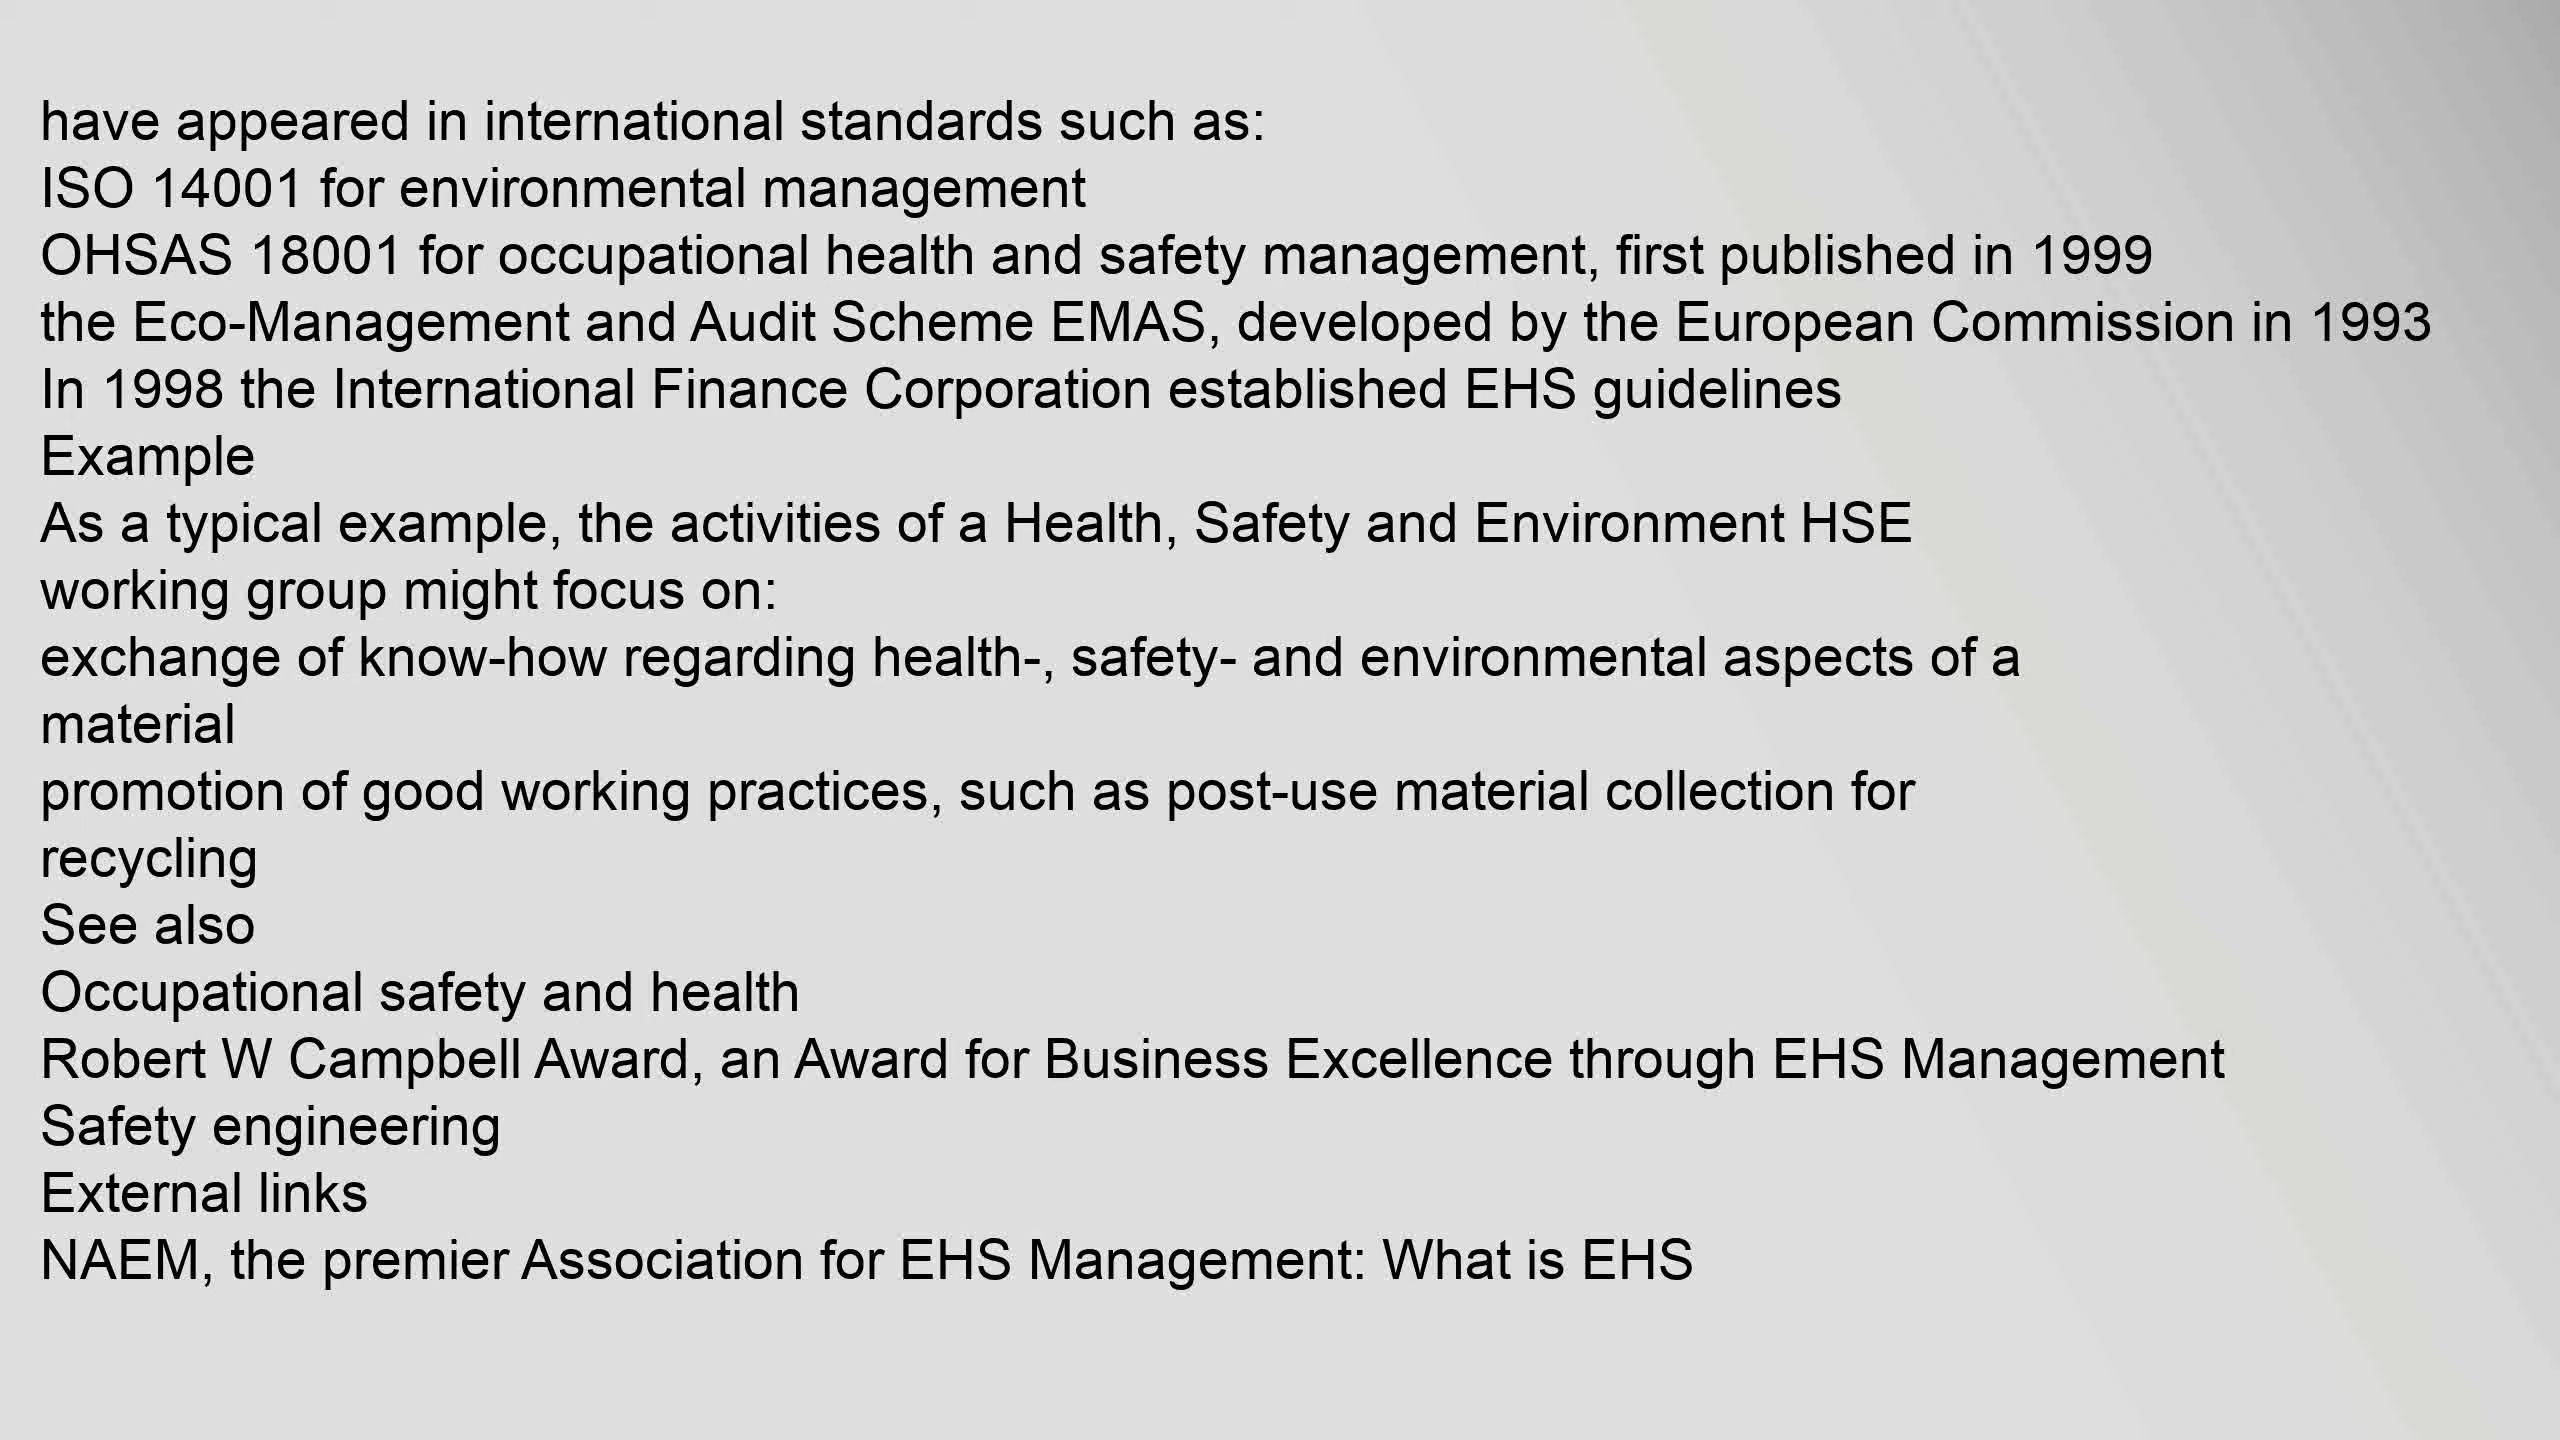 have appeared in international standards such as:
ISO 14001 for environmental management
OHSAS 18001 for occupational health and safety management, first published in 1999
the Eco-Management and Audit Scheme EMAS, developed by the European Commission in 1993
In 1998 the International Finance Corporation established EHS guidelines
Example
As a typical example, the activities of a Health, Safety and Environment HSE
working group might focus on:
exchange of know-how regarding health-, safety- and environmental aspects of a
material
promotion of good working practices, such as post-use material collection for
recycling
See also
Occupational safety and health
Robert W Campbell Award, an Award for Business Excellence through EHS Management
Safety engineering
External links
NAEM, the premier Association for EHS Management: What is EHS